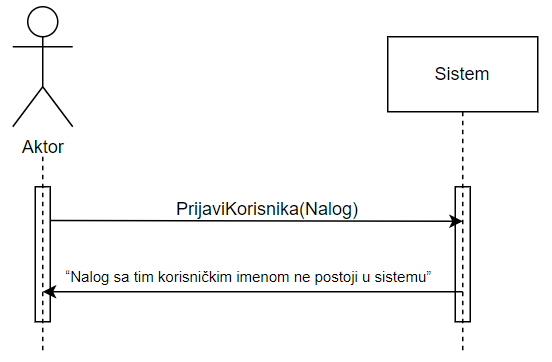 Sistem
Aktor
PrijaviKorisnika(Nalog)
“Nalog sa tim korisničkim imenom ne postoji u sistemu”